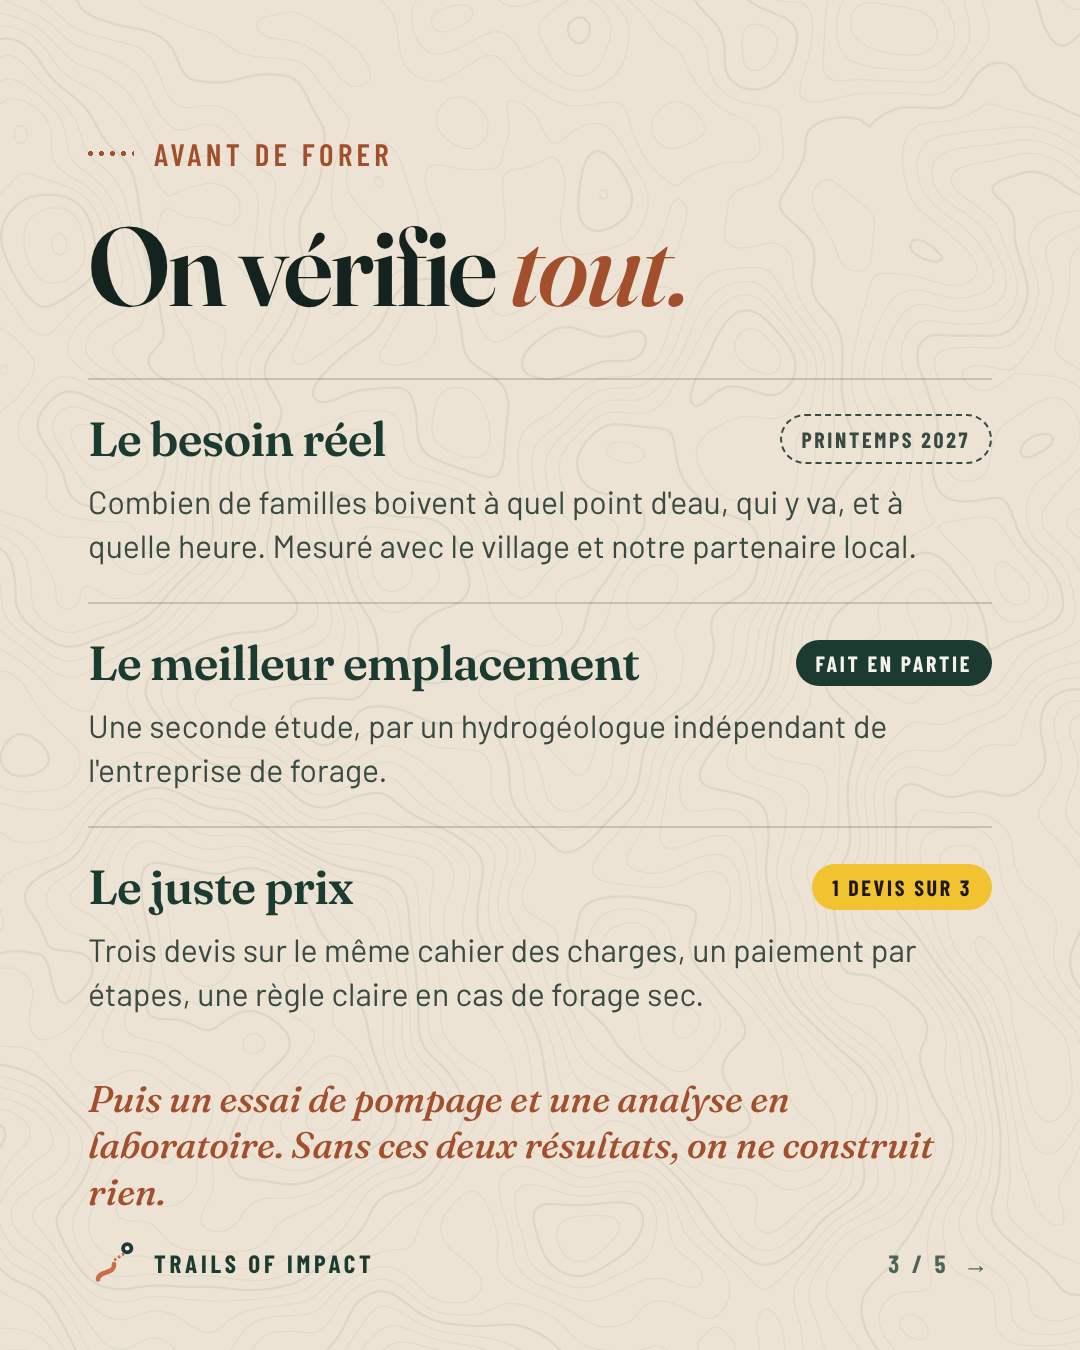 AVANT DE FORER
On vérifie tout.
Le besoin réel
PRINTEMPS 2027
Combien de familles boivent à quel point d'eau, qui y va, et à
quelle heure. Mesuré avec le village et notre partenaire local.
Le meilleur emplacement
FAIT EN PARTIE
Une seconde étude, par un hydrogéologue indépendant de
l'entreprise de forage.
Le juste prix
1 DEVIS SUR 3
Trois devis sur le même cahier des charges, un paiement par
étapes, une règle claire en cas de forage sec.
Puis un essai de pompage et une analyse en
laboratoire. Sans ces deux résultats, on ne construit
rien.
TRAILS OF IMPACT
3 / 5 →